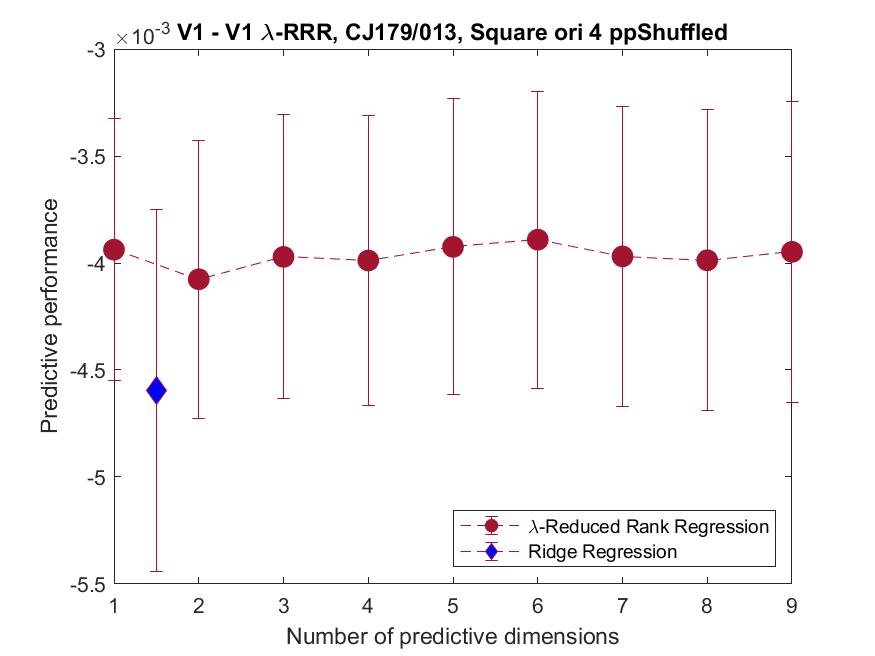 ×10⁻³ V1 - V1 λ-RRR, CJ179/013, Square ori 4 ppShuffled
-3
-3.5
-4
-4.5
-5
-5.5
Predictive performance
λ-Reduced Rank Regression
Ridge Regression
1 2 3 4 5 6 7 8 9
Number of predictive dimensions